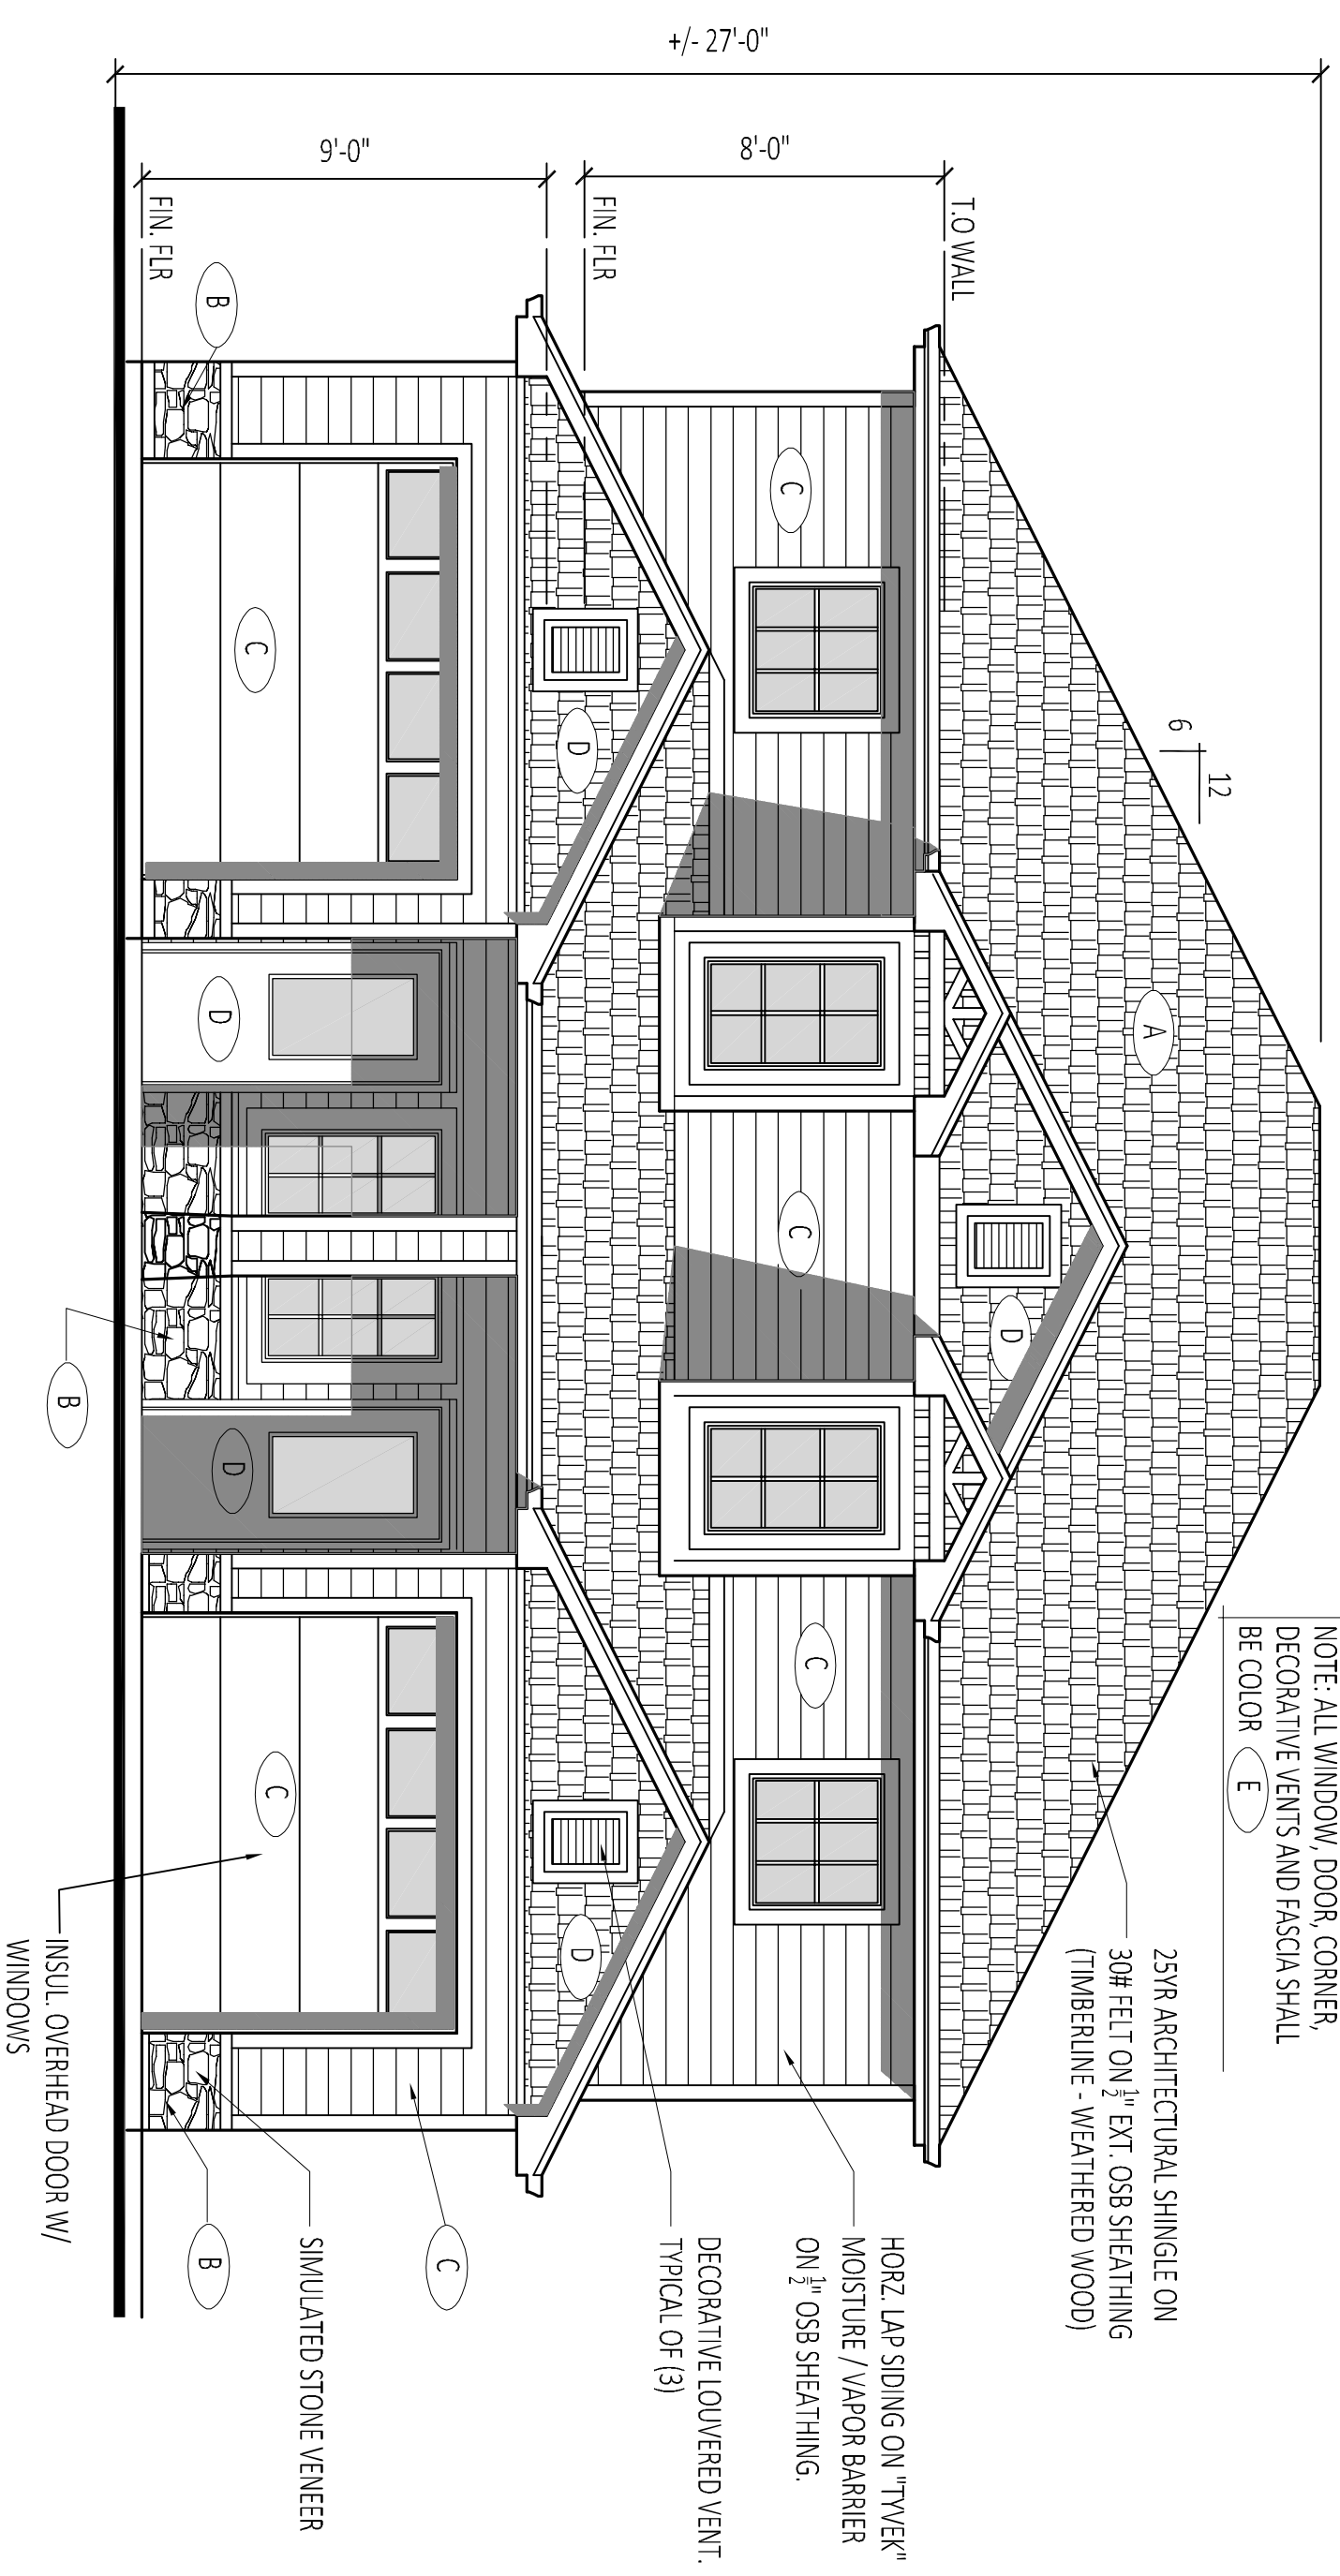 NOTE: ALL WINDOW, DOOR, CORNER,
DECORATIVE VENTS AND FASCIA SHALL
BE COLOR E
25YR ARCHITECTURAL SHINGLE ON
30# FELT ON 1/2" EXT. OSB SHEATHING
(TIMBERLINE - WEATHERED WOOD)
12
6
A
+/- 27'-0"
T.O WALL
8'-0"
FIN. FLR
9'-0"
FIN. FLR
C
C
C
D
D
D
HORZ. LAP SIDING ON "TYVEK"
MOISTURE / VAPOR BARRIER
ON 1/2" OSB SHEATHING.
DECORATIVE LOUVERED VENT.
TYPICAL OF (3)
C
SIMULATED STONE VENEER
B
B
C
D
D
C
B
INSUL. OVERHEAD DOOR W/
WINDOWS